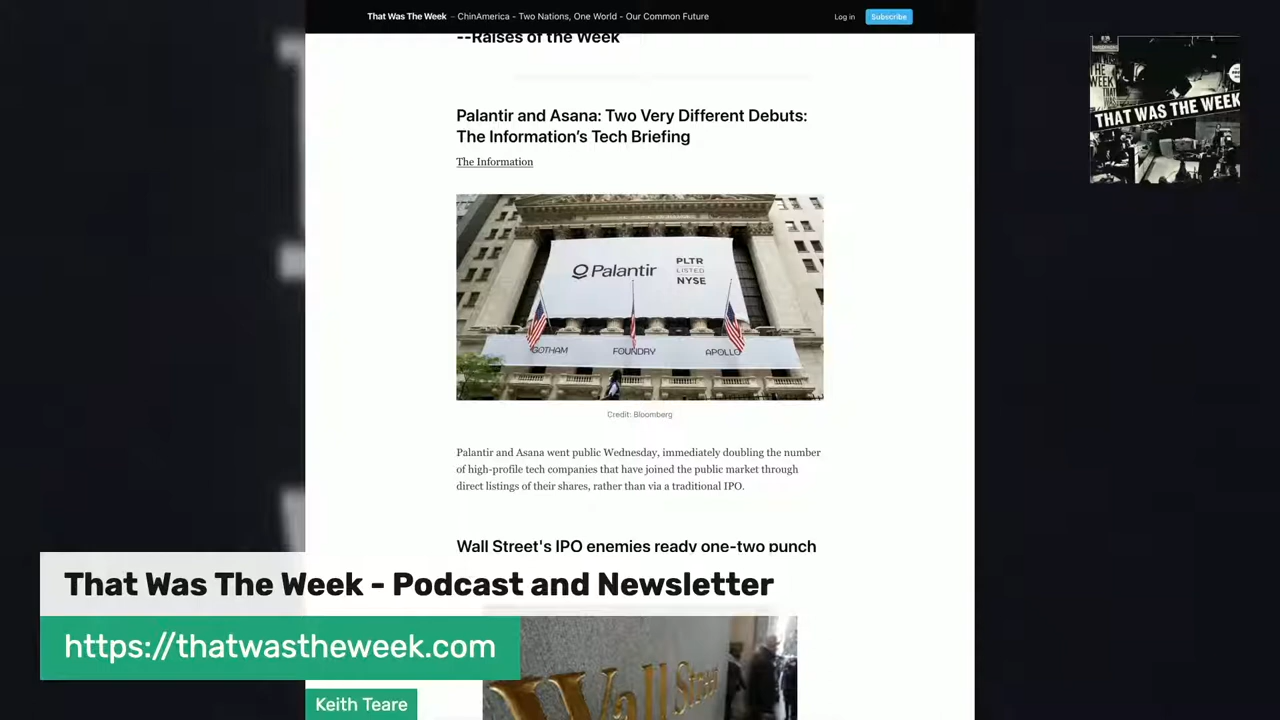 That Was The Week – ChinAmerica - Two Nations, One World - Our Common Future
Log in
Subscribe
--Raises of the Week
THAT WAS THE WEEK
Palantir and Asana: Two Very Different Debuts:
The Information’s Tech Briefing
The Information
Palantir
PLTR
LISTED
NYSE
GOTHAM
FOUNDRY
APOLLO
Credit: Bloomberg
Palantir and Asana went public Wednesday, immediately doubling the number
of high-profile tech companies that have joined the public market through
direct listings of their shares, rather than via a traditional IPO.
Wall Street's IPO enemies ready one-two punch
That Was The Week - Podcast and Newsletter
https://thatwastheweek.com
Wall Street
Keith Teare